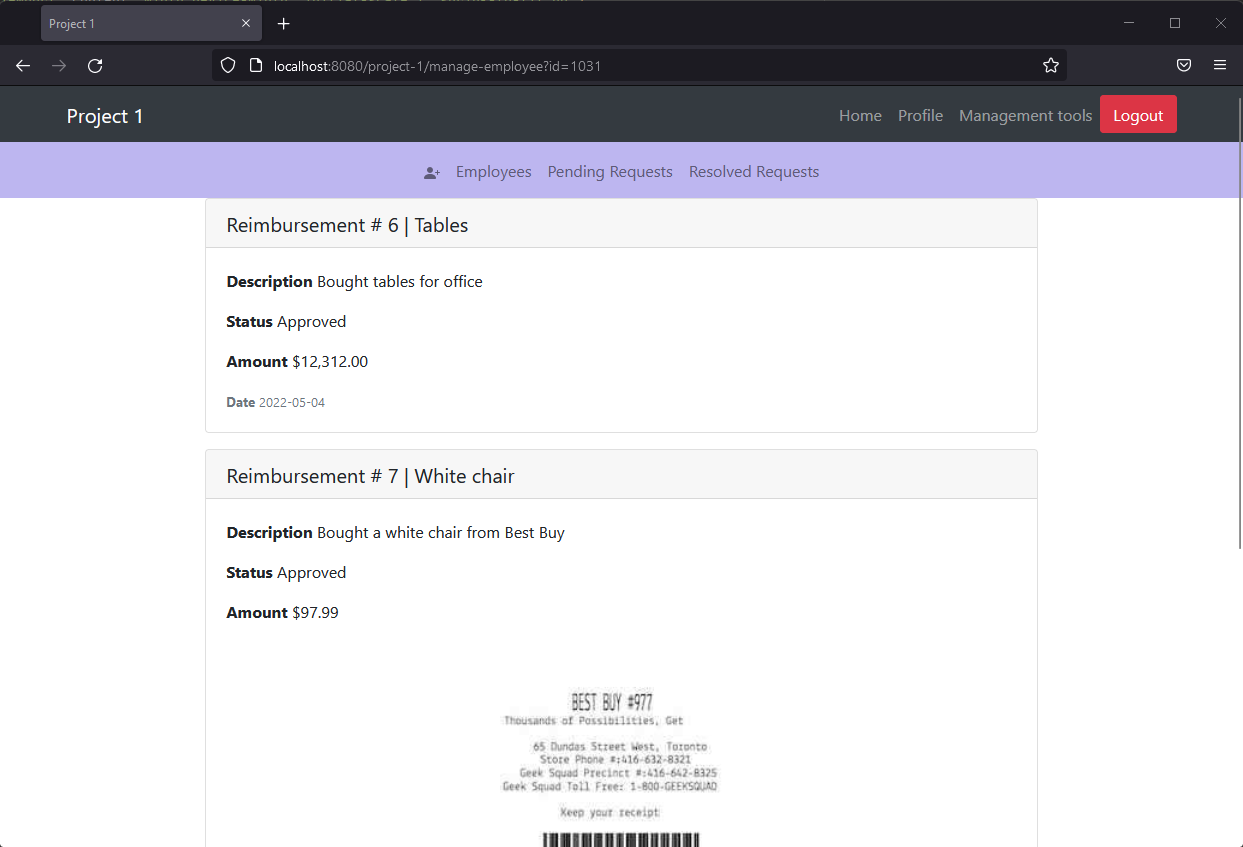 Project 1
localhost:8080/project-1/manage-employee?id=1031
Project 1 Home Profile Management tools Logout
Employees Pending Requests Resolved Requests
Reimbursement # 6 | Tables
Description Bought tables for office
Status Approved
Amount $12,312.00
Date 2022-05-04
Reimbursement # 7 | White chair
Description Bought a white chair from Best Buy
Status Approved
Amount $97.99
BEST BUY #977
Thousands of Possibilities, Get
65 Dundas Street West, Toronto
Store Phone #:416-632-8321
Geek Squad Precinct #:416-642-8325
Geek Squad Toll Free: 1-800-GEEKSQUAD
Keep your receipt